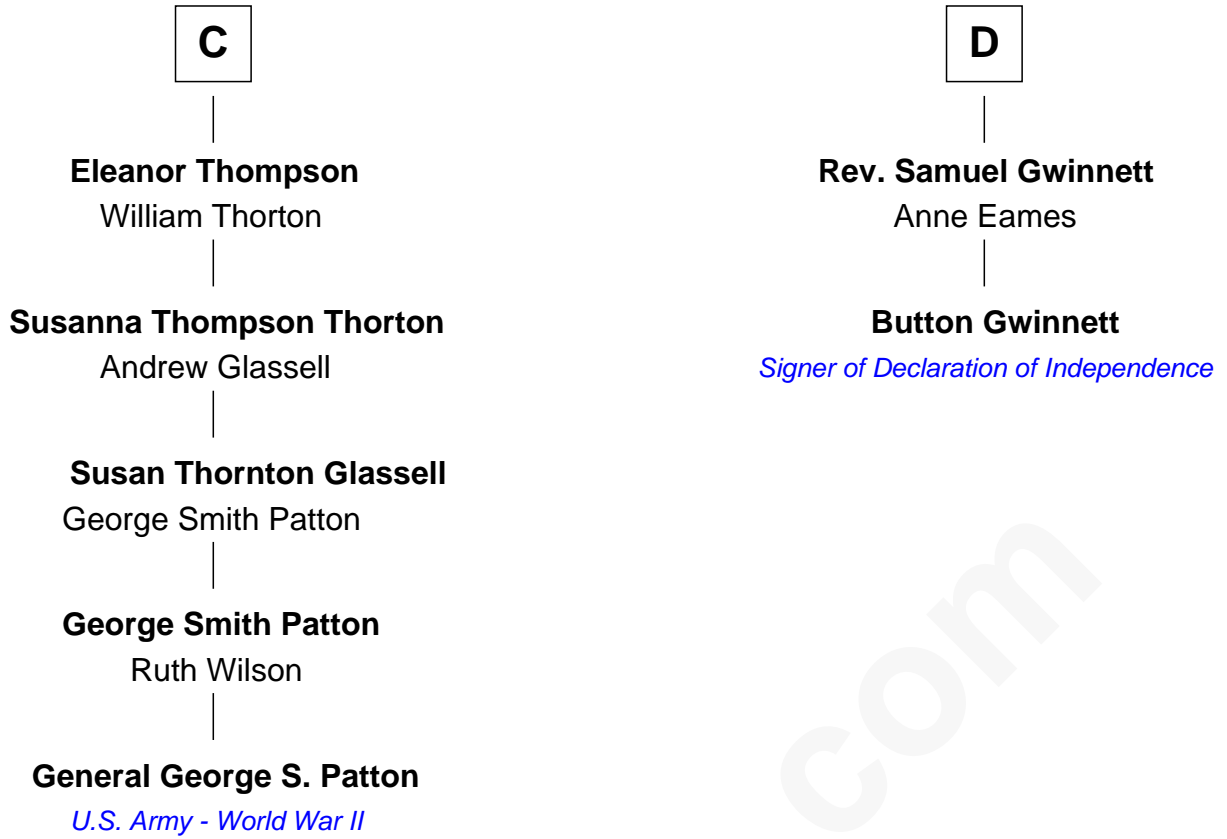 C
Eleanor Thompson
William Thorton
Susanna Thompson Thorton
Andrew Glassell
Susan Thornton Glassell
George Smith Patton
George Smith Patton
Ruth Wilson
General George S. Patton
U.S. Army - World War II
D
Rev. Samuel Gwinnett
Anne Eames
Button Gwinnett
Signer of Declaration of Independence
com